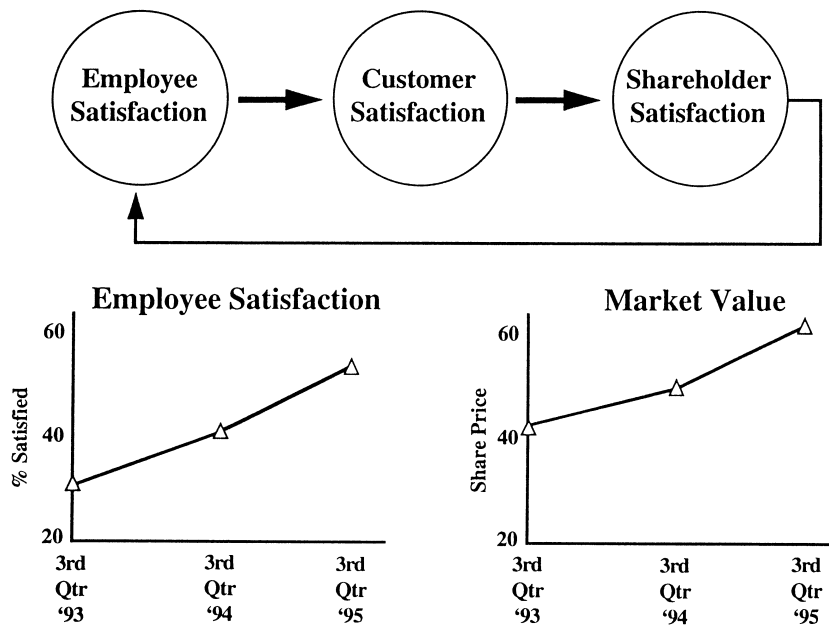 Employee
Satisfaction
Customer
Satisfaction
Shareholder
Satisfaction
Employee Satisfaction
60
40
20
% Satisfied
3rd
Qtr
‘93
3rd
Qtr
‘94
3rd
Qtr
‘95
Market Value
60
40
20
Share Price
3rd
Qtr
‘93
3rd
Qtr
‘94
3rd
Qtr
‘95